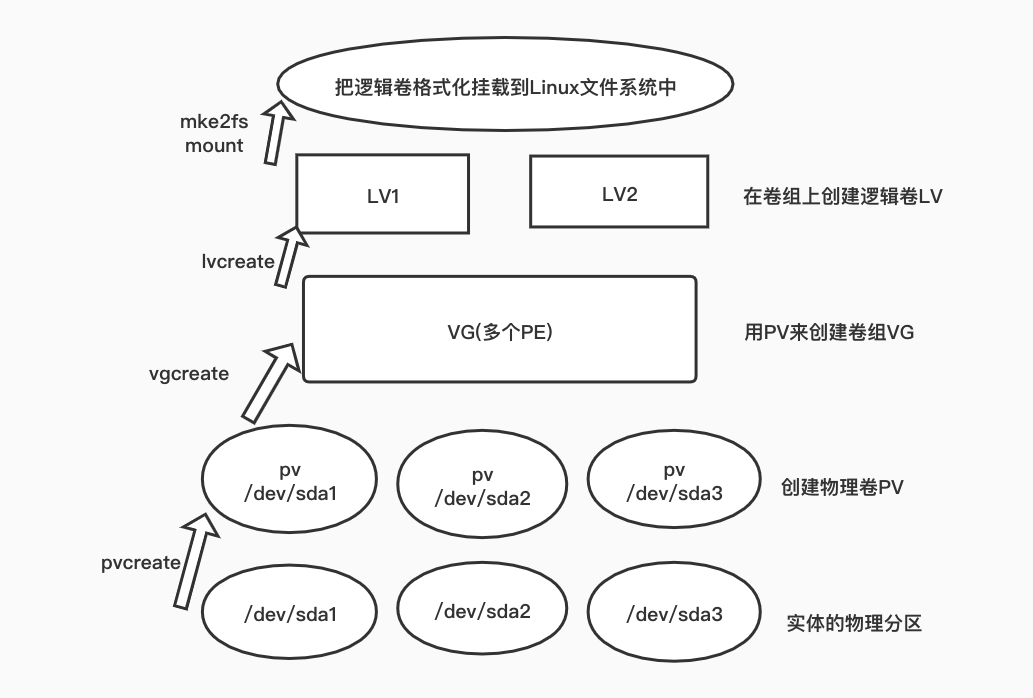 把逻辑卷格式化挂载到Linux文件系统中
mke2fs
mount
LV1
LV2
在卷组上创建逻辑卷LV
lvcreate
VG(多个PE)
用PV来创建卷组VG
vgcreate
pv
/dev/sda1
pv
/dev/sda2
pv
/dev/sda3
创建物理卷PV
pvcreate
/dev/sda1
/dev/sda2
/dev/sda3
实体的物理分区